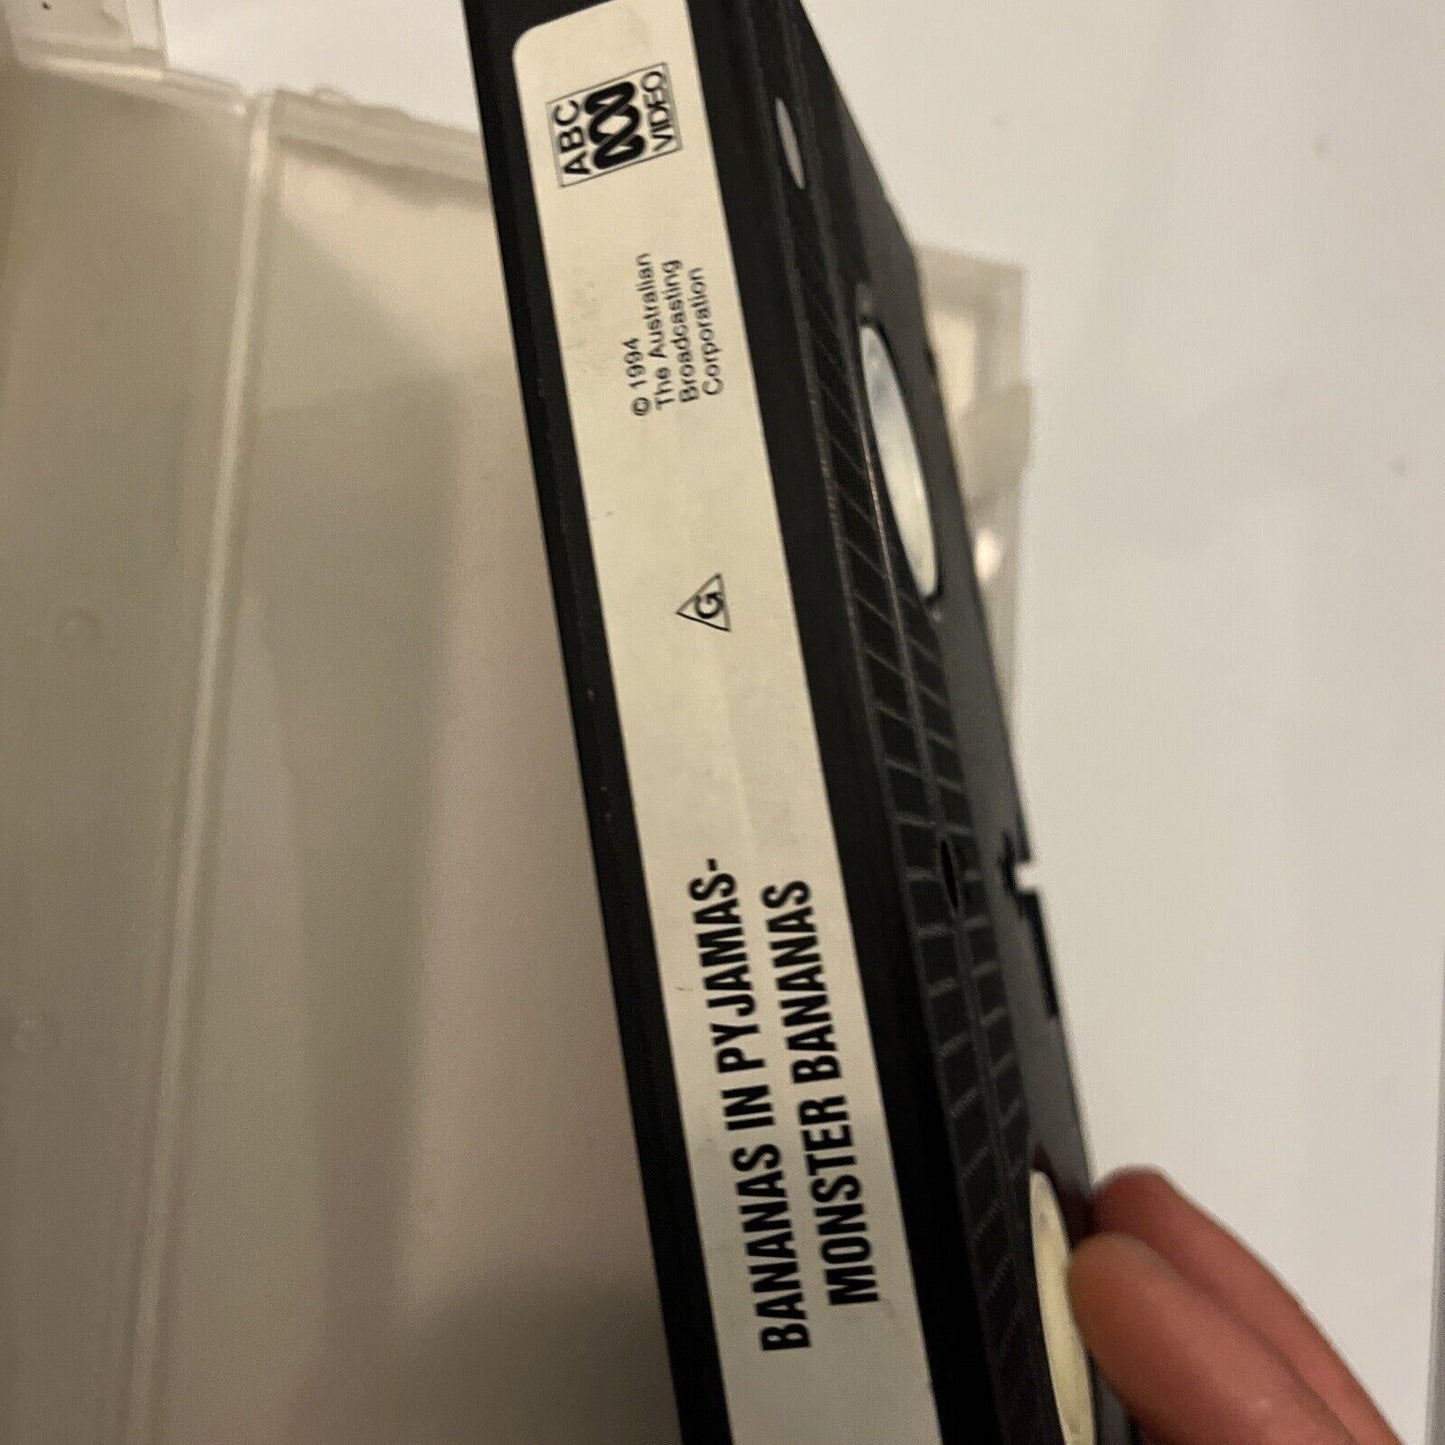 BANANAS IN PYJAMAS-
MONSTER BANANAS
G
© 1994
The Australian
Broadcasting
Corporation
ABC
VIDEO